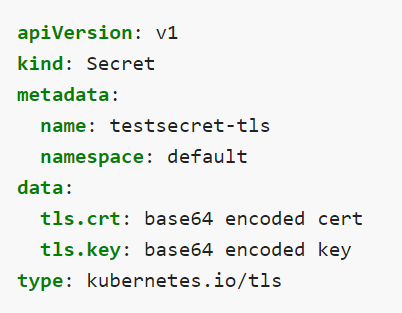 apiVersion: v1
kind: Secret
metadata:
  name: testsecret-tls
  namespace: default
data:
  tls.crt: base64 encoded cert
  tls.key: base64 encoded key
type: kubernetes.io/tls